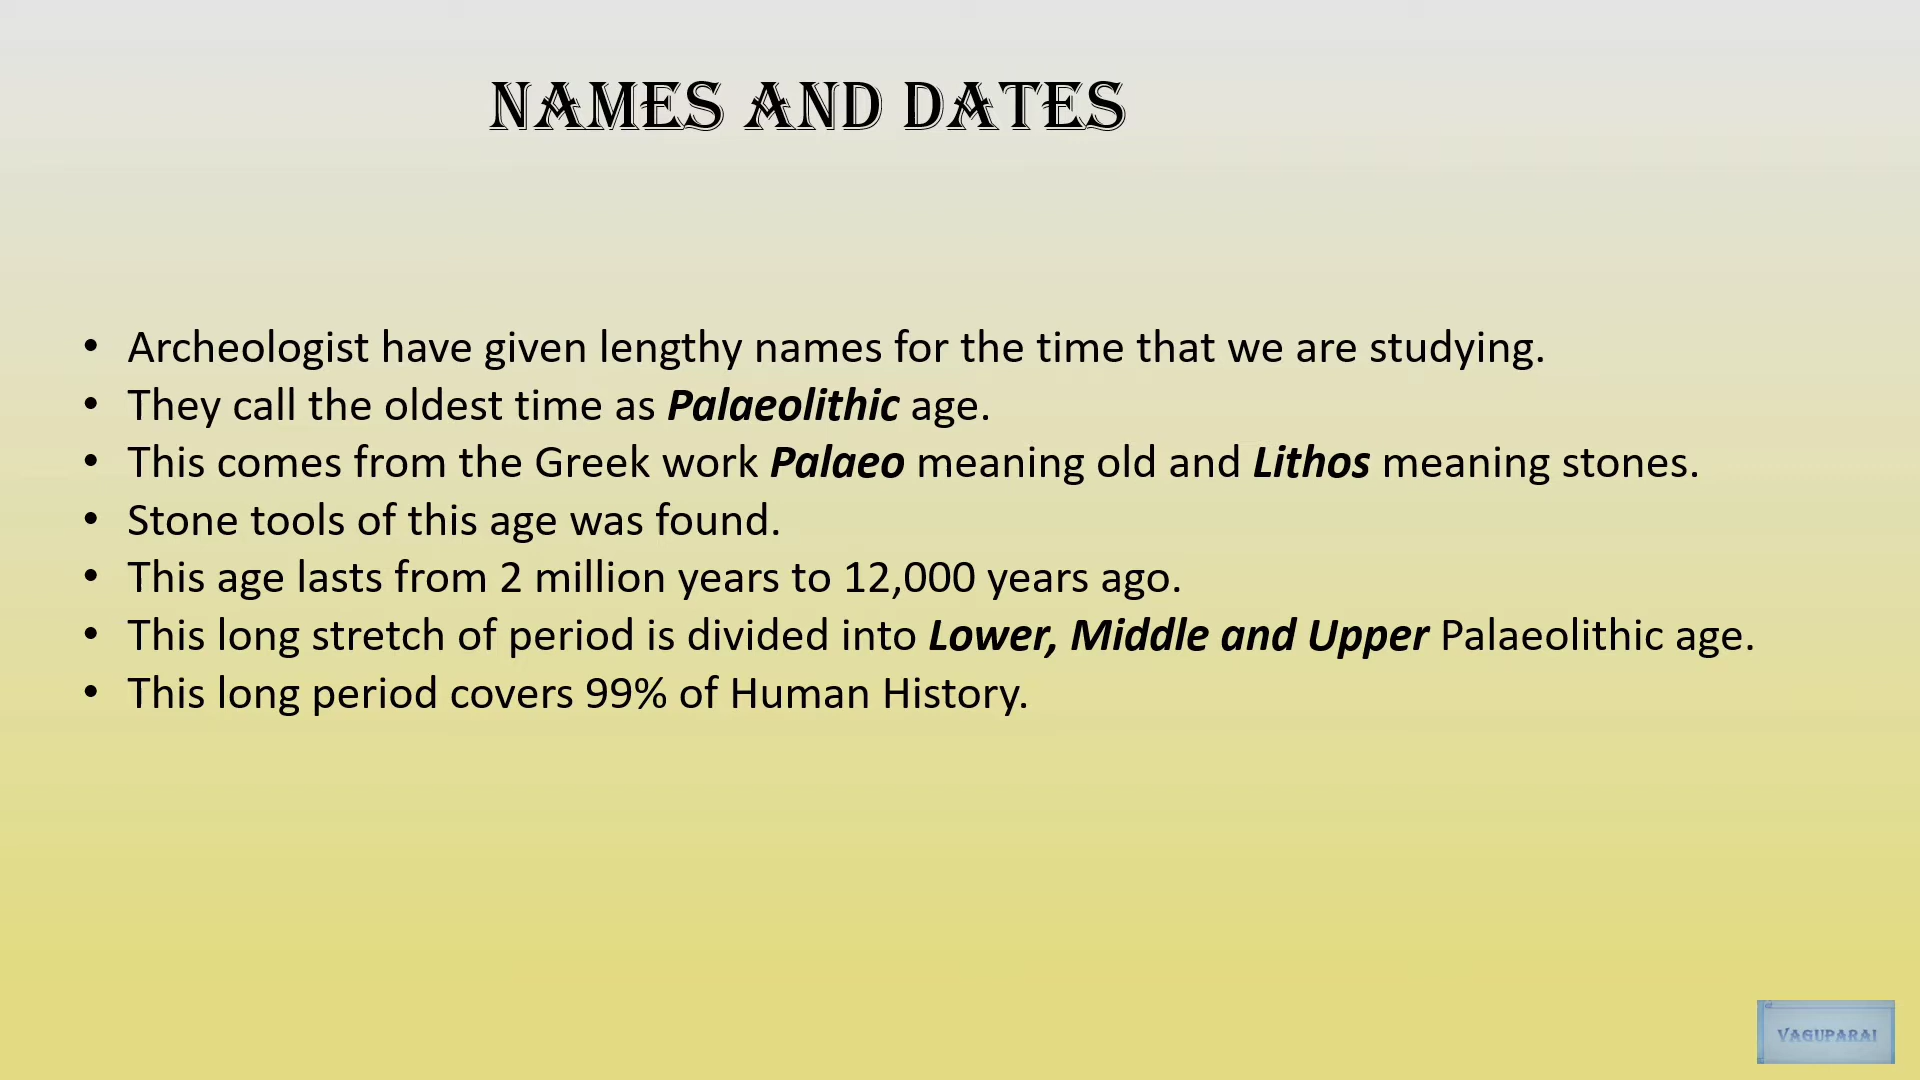 NAMES AND DATES
• Archeologist have given lengthy names for the time that we are studying.
• They call the oldest time as Palaeolithic age.
• This comes from the Greek work Palaeo meaning old and Lithos meaning stones.
• Stone tools of this age was found.
• This age lasts from 2 million years to 12,000 years ago.
• This long stretch of period is divided into Lower, Middle and Upper Palaeolithic age.
• This long period covers 99% of Human History.
VAGUPARAI